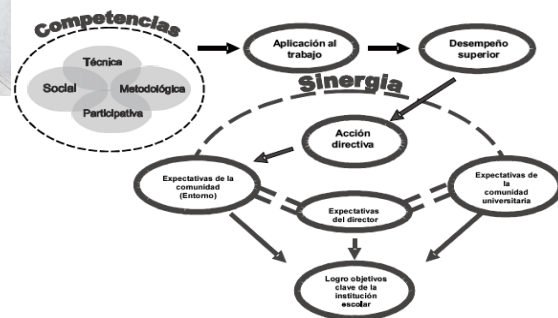 Competencias
Técnica
Social
Metodológica
Participativa
Aplicación al
trabajo
Desempeño
superior
Sinergia
Acción
directiva
Expectativas de la
comunidad
(Entorno)
Expectativas
del director
Expectativas de
la
comunidad
universitaria
Logro objetivos
clave de la
institución
escolar